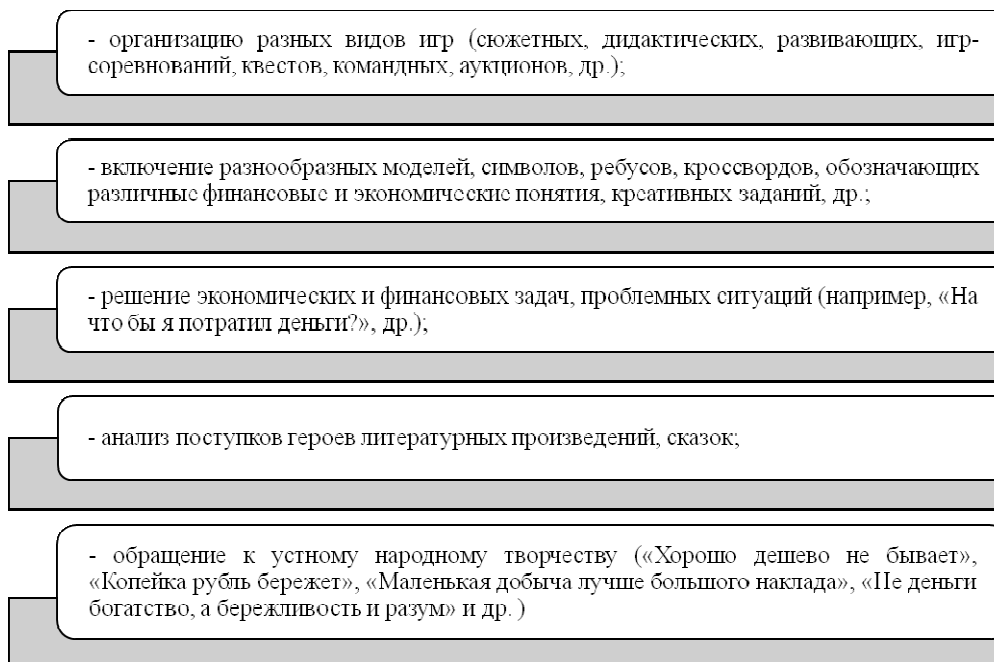 - организацию разных видов игр (сюжетных, дидактических, развивающих, игр-
соревнований, квестов, командных, аукционов, др.);
- включение разнообразных моделей, символов, ребусов, кроссвордов, обозначающих
различные финансовые и экономические понятия, креативных заданий, др.;
- решение экономических и финансовых задач, проблемных ситуаций (например, «На
что бы я потратил деньги?», др.);
- анализ поступков героев литературных произведений, сказок;
- обращение к устному народному творчеству («Хорошо дешево не бывает»,
«Копейка рубль бережет», «Маленькая добыча лучше большого наклада», «Не деньги
богатство, а бережливость и разум» и др. )